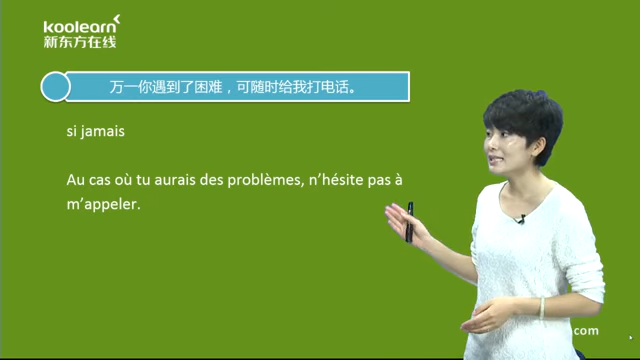 koolearn
新东方在线
万一你遇到了困难，可随时给我打电话。
si jamais
Au cas où tu aurais des problèmes, n’hésite pas à
m’appeler.
.com